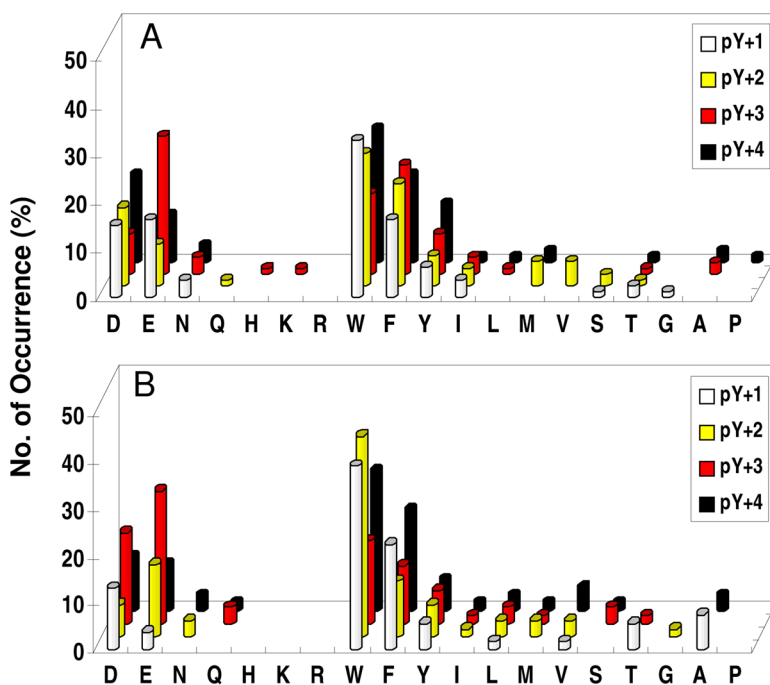 A
50
40
30
20
10
0
D E N Q H K R W F Y I L M V S T G A P
pY+1
pY+2
pY+3
pY+4
No. of Occurrence (%)
B
50
40
30
20
10
0
D E N Q H K R W F Y I L M V S T G A P
pY+1
pY+2
pY+3
pY+4